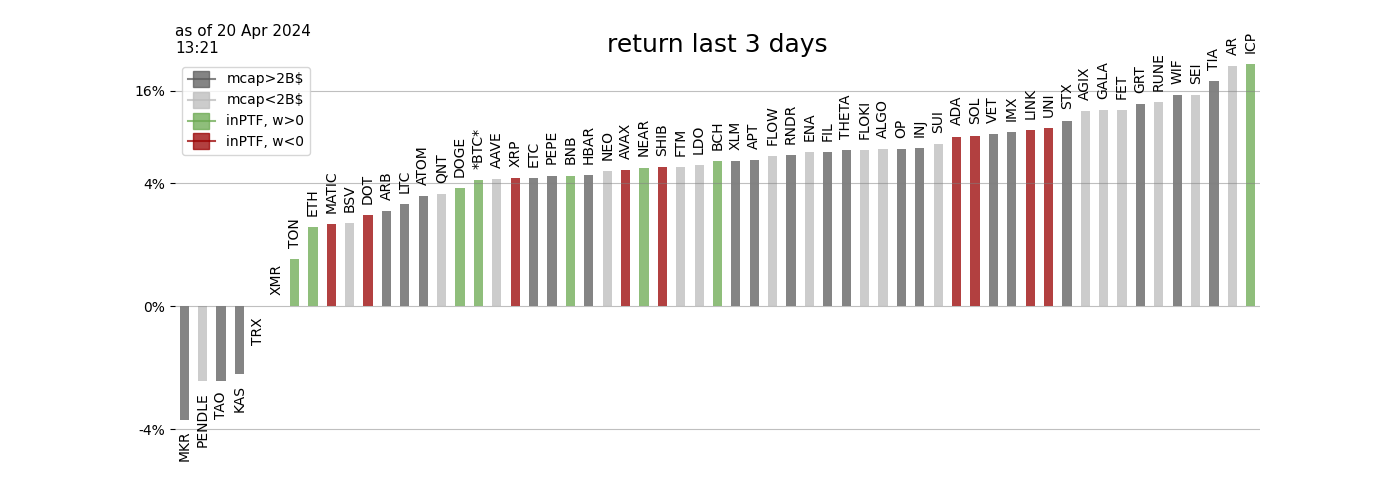 as of 20 Apr 2024
13:21
return last 3 days
mcap>2B$
mcap<2B$
inPTF, w>0
inPTF, w<0
16%
4%
0%
-4%
MKR
PENDLE
TAO
KAS
TRX
XMR
TON
ETH
MATIC
BSV
DOT
ARB
LTC
ATOM
QNT
DOGE
*BTC*
AAVE
XRP
ETC
PEPE
BNB
HBAR
NEO
AVAX
NEAR
SHIB
FTM
LDO
BCH
XLM
APT
FLOW
RNDR
ENA
FIL
THETA
FLOKI
ALGO
OP
INJ
SUI
ADA
SOL
VET
IMX
LINK
UNI
STX
AGIX
GALA
FET
GRT
RUNE
WIF
SEI
TIA
AR
ICP